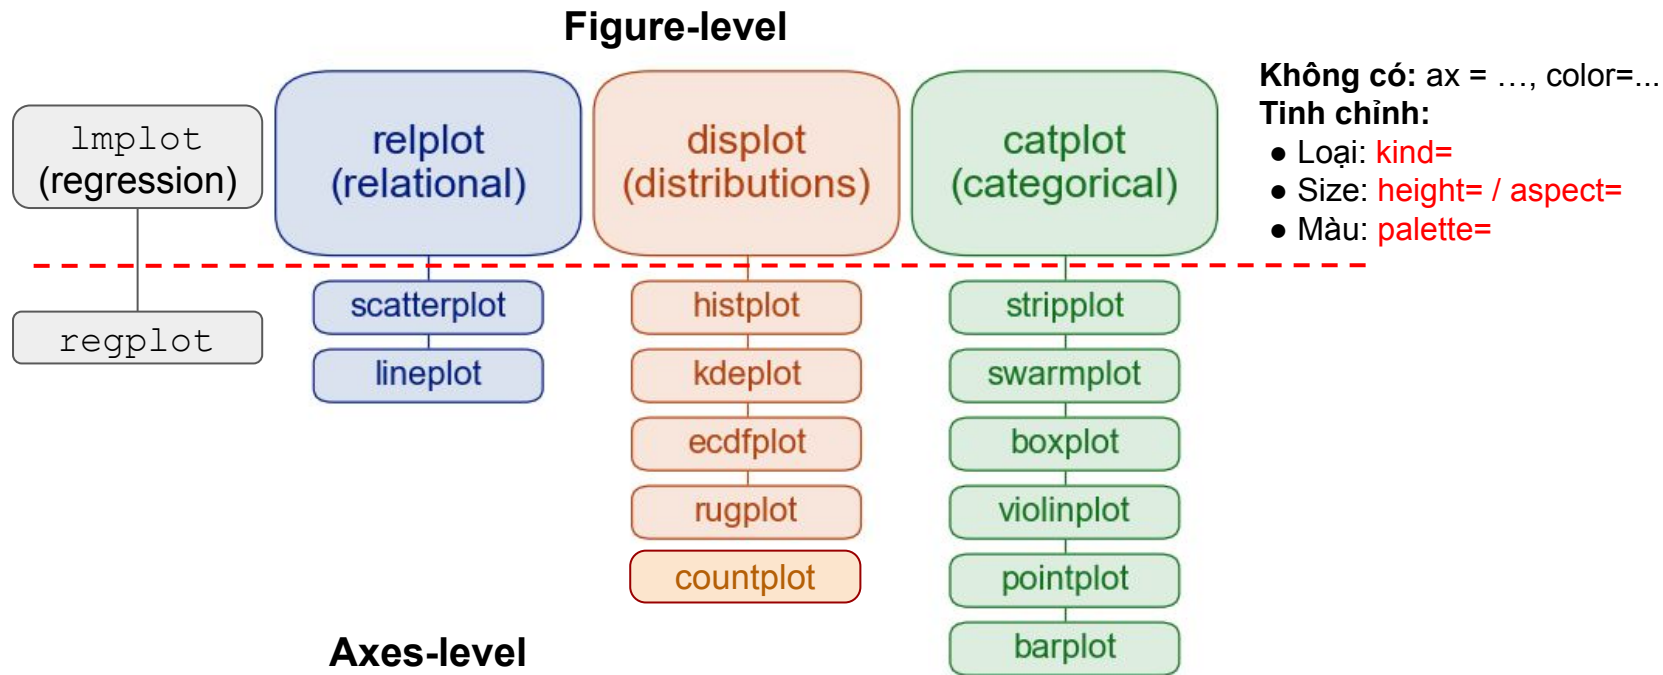 Figure-level
lmplot
(regression)
relplot
(relational)
displot
(distributions)
catplot
(categorical)
Không có: ax = …, color=...
Tinh chỉnh:
● Loại: kind=
● Size: height= / aspect=
● Màu: palette=
regplot
scatterplot
lineplot
histplot
kdeplot
ecdfplot
rugplot
countplot
stripplot
swarmplot
boxplot
violinplot
pointplot
barplot
Axes-level